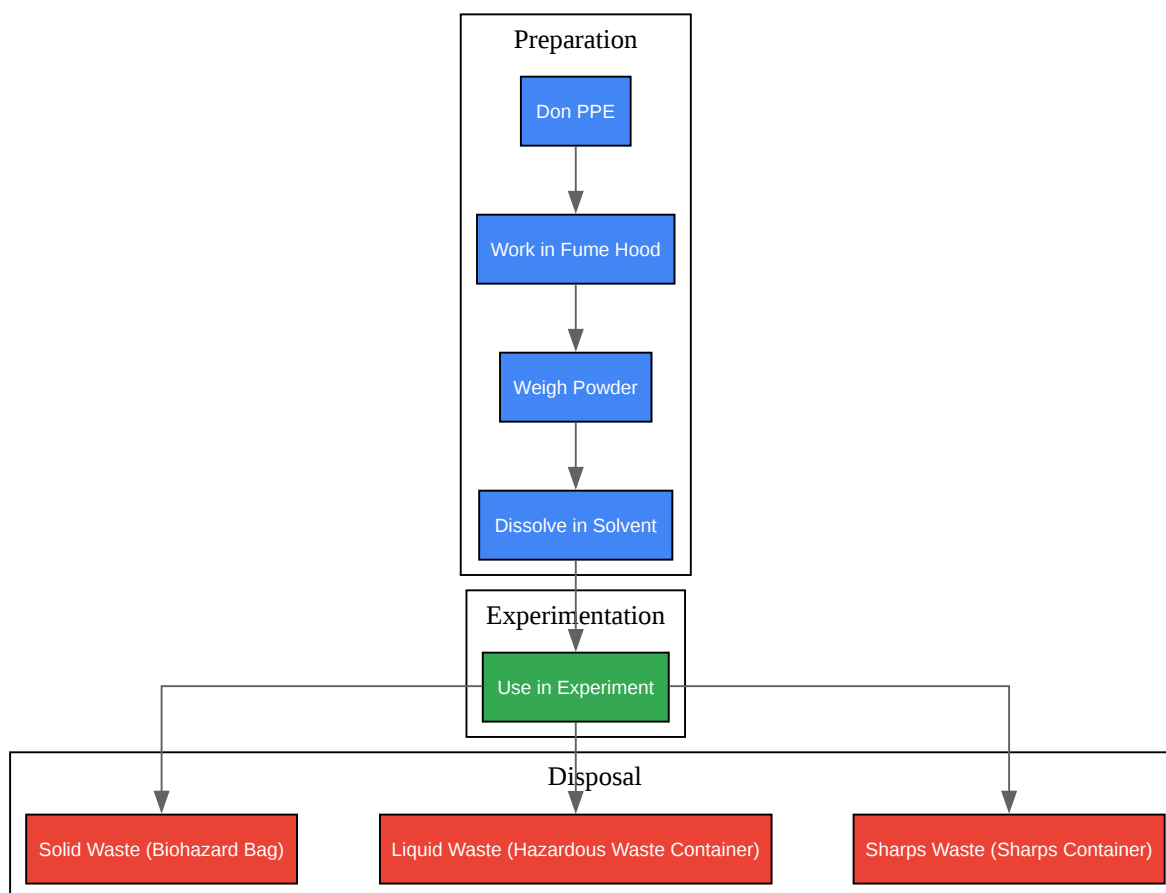 Preparation
Don PPE
Work in Fume Hood
Weigh Powder
Dissolve in Solvent
Experimentation
Use in Experiment
Disposal
Solid Waste (Biohazard Bag)
Liquid Waste (Hazardous Waste Container)
Sharps Waste (Sharps Container)